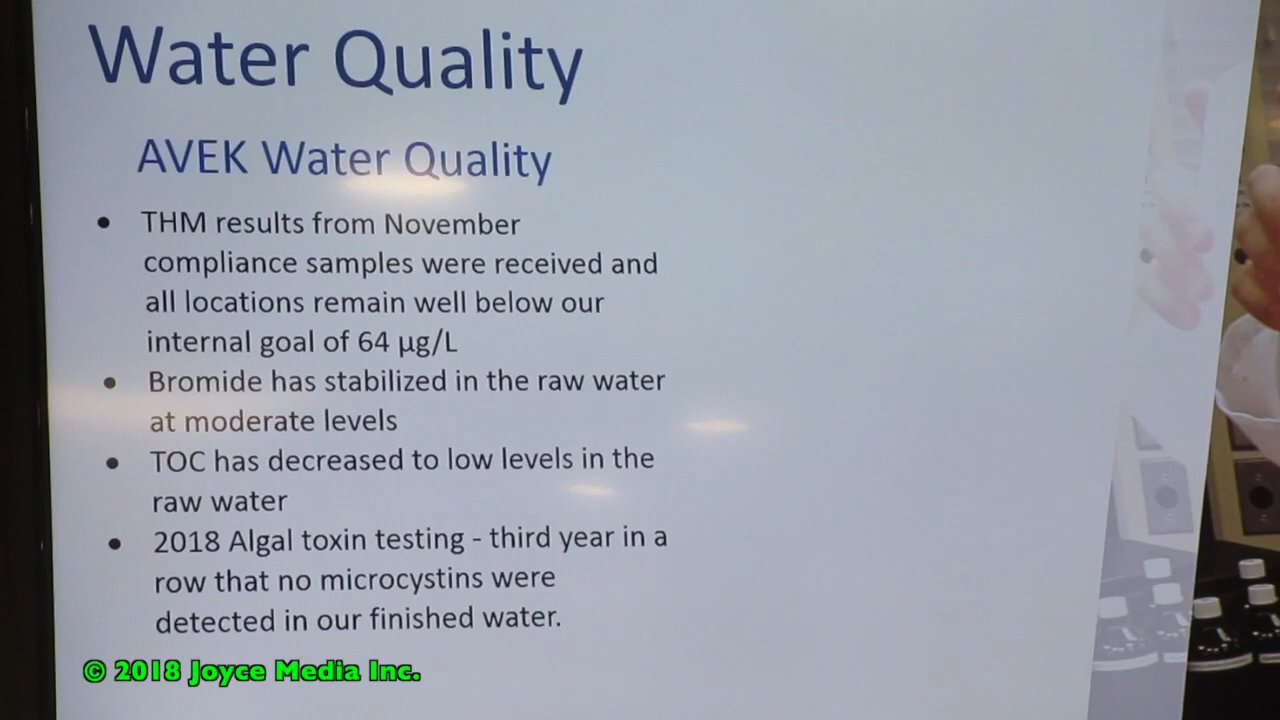 Water Quality
AVEK Water Quality
• THM results from November
compliance samples were received and
all locations remain well below our
internal goal of 64 µg/L
• Bromide has stabilized in the raw water
at moderate levels
• TOC has decreased to low levels in the
raw water
• 2018 Algal toxin testing - third year in a
row that no microcystins were
detected in our finished water.
© 2018 Joyce Media Inc.